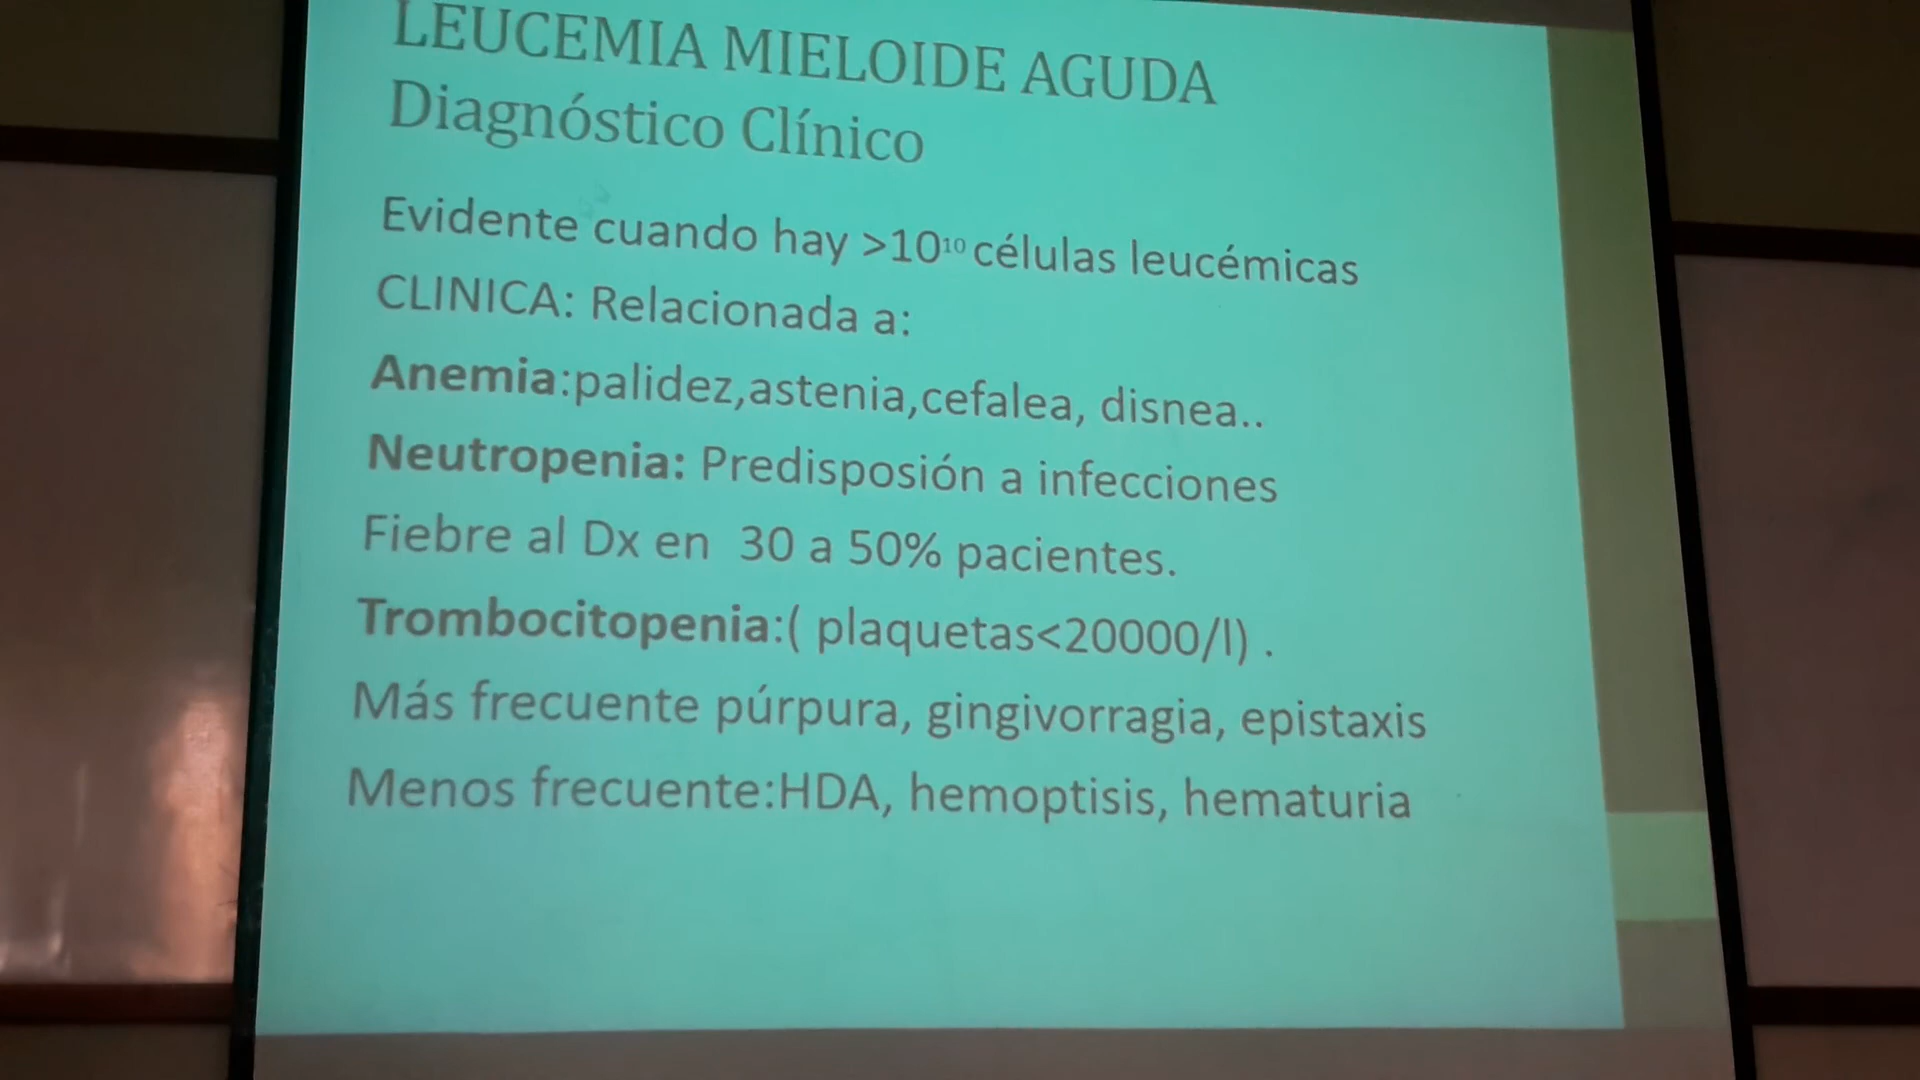 LEUCEMIA MIELOIDE AGUDA
Diagnóstico Clínico
Evidente cuando hay >10¹⁰ células leucémicas
CLINICA: Relacionada a:
Anemia:palidez,astenia,cefalea, disnea..
Neutropenia: Predisposión a infecciones
Fiebre al Dx en 30 a 50% pacientes.
Trombocitopenia:( plaquetas<20000/l) .
Más frecuente púrpura, gingivorragia, epistaxis
Menos frecuente:HDA, hemoptisis, hematuria